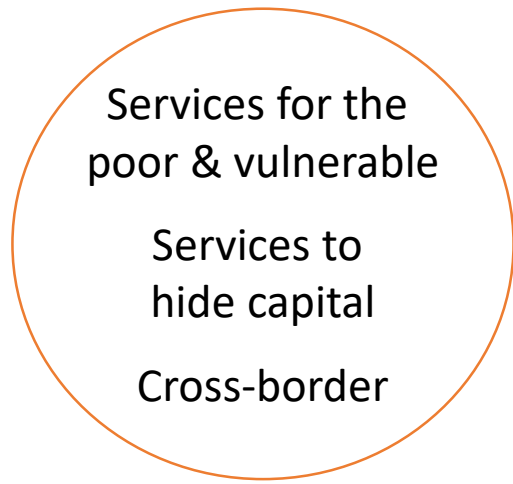 Services for the
poor & vulnerable
Services to
hide capital
Cross-border